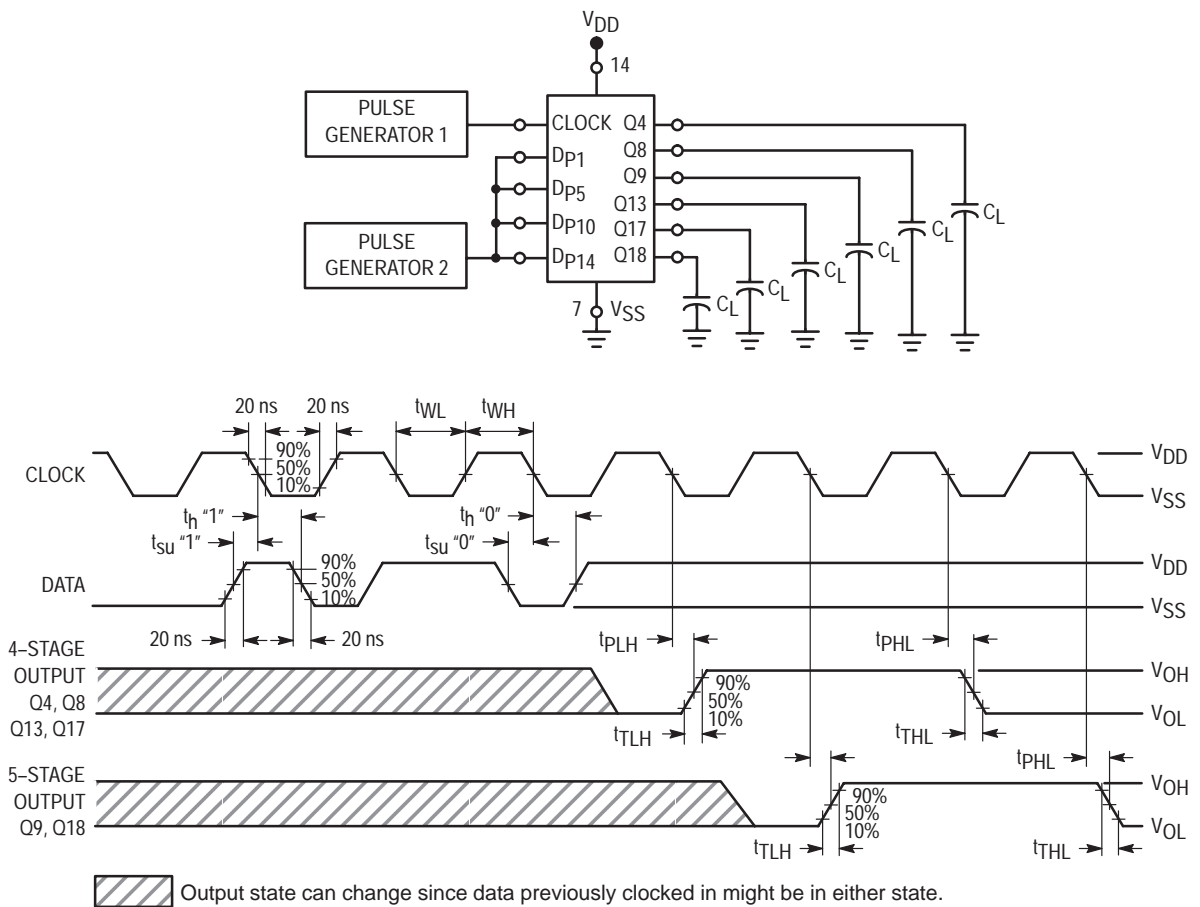 VDD
14
PULSE
GENERATOR 1
CLOCK Q4
DP1 Q8
Q9
DP5
Q13
DP10
Q17
PULSE
GENERATOR 2
DP14 Q18
CL CL CL CL CL CL
7 VSS
20 ns 20 ns tWL tWH
CLOCK
90%
50%
10%
VDD
VSS
th “1” th “0”
tsu “1” tsu “0”
DATA
90%
50%
10%
VDD
VSS
20 ns 20 ns
tPLH tPHL
4–STAGE
OUTPUT
Q4, Q8
Q13, Q17
90%
50%
10%
VOH
VOL
tTLH tTHL
tPHL
5–STAGE
OUTPUT
Q9, Q18
90%
50%
10%
VOH
VOL
tTLH tTHL
Output state can change since data previously clocked in might be in either state.